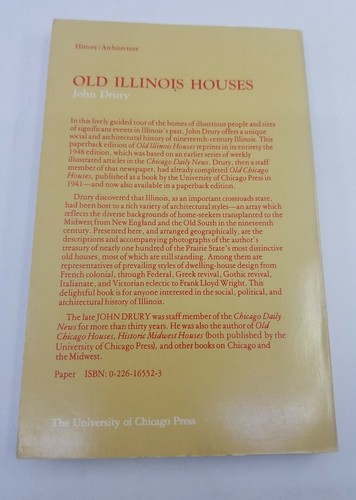 History/Architecture
OLD ILLINOIS HOUSES
John Drury
In this lively guided tour of the homes of illustrious people and sites
of significant events in Illinois's past, John Drury offers a unique
social and architectural history of nineteenth-century Illinois. This
paperback edition of Old Illinois Houses reprints in its entirety the
1948 edition, which was based on an earlier series of weekly
illustrated articles in the Chicago Daily News. Drury, then a staff
member of that newspaper, had already completed Old Chicago
Houses, published as a book by the University of Chicago Press in
1941—and now also available in a paperback edition.
Drury discovered that Illinois, as an important crossroads state,
had been host to a rich variety of architectural styles—an array which
reflects the diverse backgrounds of home-seekers transplanted to the
Midwest from New England and the Old South in the nineteenth
century. Presented here, and arranged geographically, are the
descriptions and accompanying photographs of the author's
treasury of nearly one hundred of the Prairie State's most distinctive
old houses, most of which are still standing. Among them are
representatives of prevailing styles of dwelling-house design from
French colonial, through Federal, Greek revival, Gothic revival,
Italianate, and Victorian eclectic to Frank Lloyd Wright. This
delightful book is for anyone interested in the social, political, and
architectural history of Illinois.
The late JOHN DRURY was staff member of the Chicago Daily
News for more than thirty years. He was also the author of Old
Chicago Houses, Historic Midwest Houses (both published by the
University of Chicago Press), and other books on Chicago and
the Midwest.
Paper ISBN: 0-226-16552-3
The University of Chicago Press